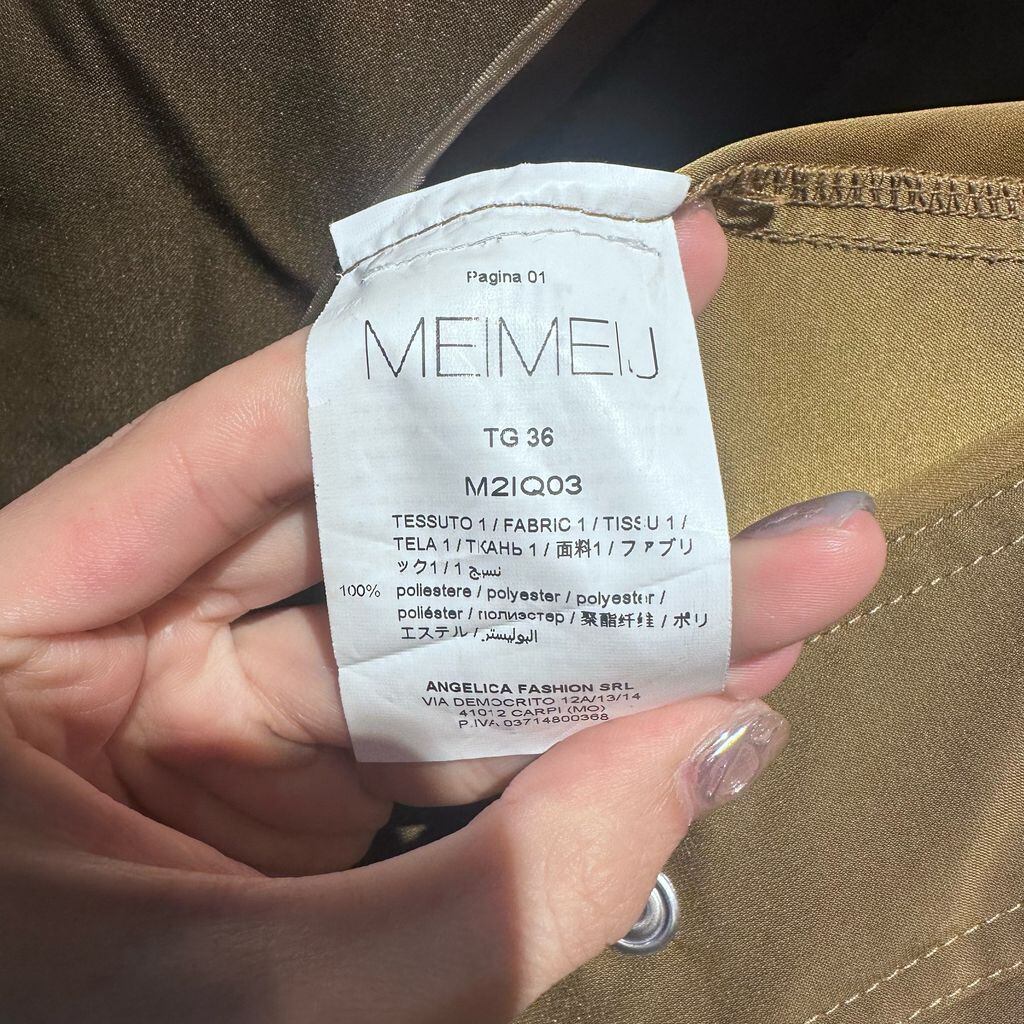 Pagina 01
MEIMEIJ
TG 36
M2IQ03
TESSUTO 1 / FABRIC 1 / TISSU 1 /
TELA 1 / ТКАНЬ 1 / 面料1 / ファブリ
ック1 / 1 نسيج
100% poliestere / polyester / polyester /
poliéster / полиэстер / 聚酯纤维 / ポリ
エステル / البوليستر.
ANGELICA FASHION SRL
VIA DEMOCRITO 12A/13/14
41012 CARPI (MO)
P.IVA 03714800368